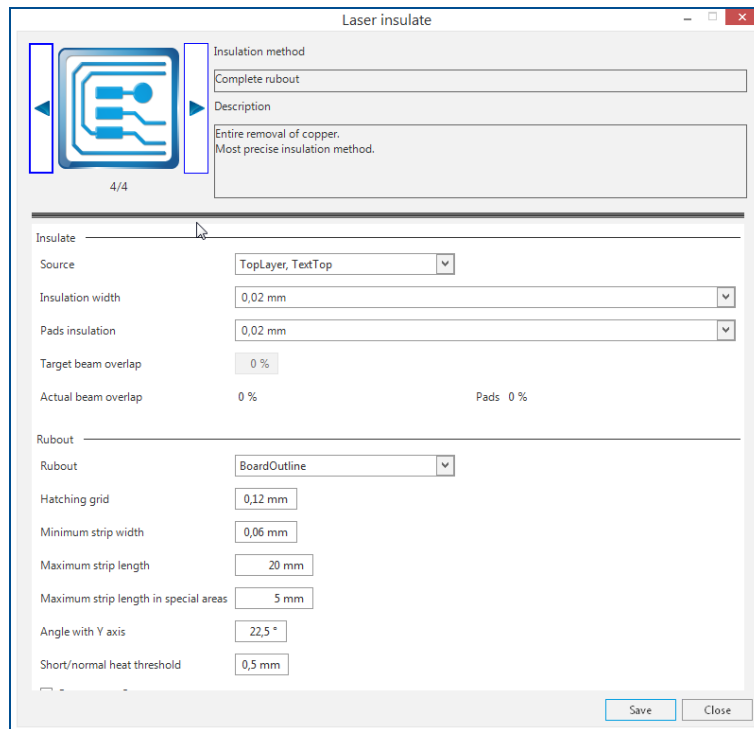 Laser insulate
Insulation method
Complete rubout
Description
Entire removal of copper.
Most precise insulation method.
4/4
Insulate
Source TopLayer, TextTop
Insulation width 0,02 mm
Pads insulation 0,02 mm
Target beam overlap 0 %
Actual beam overlap 0 % Pads 0 %
Rubout
Rubout BoardOutline
Hatching grid 0,12 mm
Minimum strip width 0,06 mm
Maximum strip length 20 mm
Maximum strip length in special areas 5 mm
Angle with Y axis 22,5 °
Short/normal heat threshold 0,5 mm
Save Close